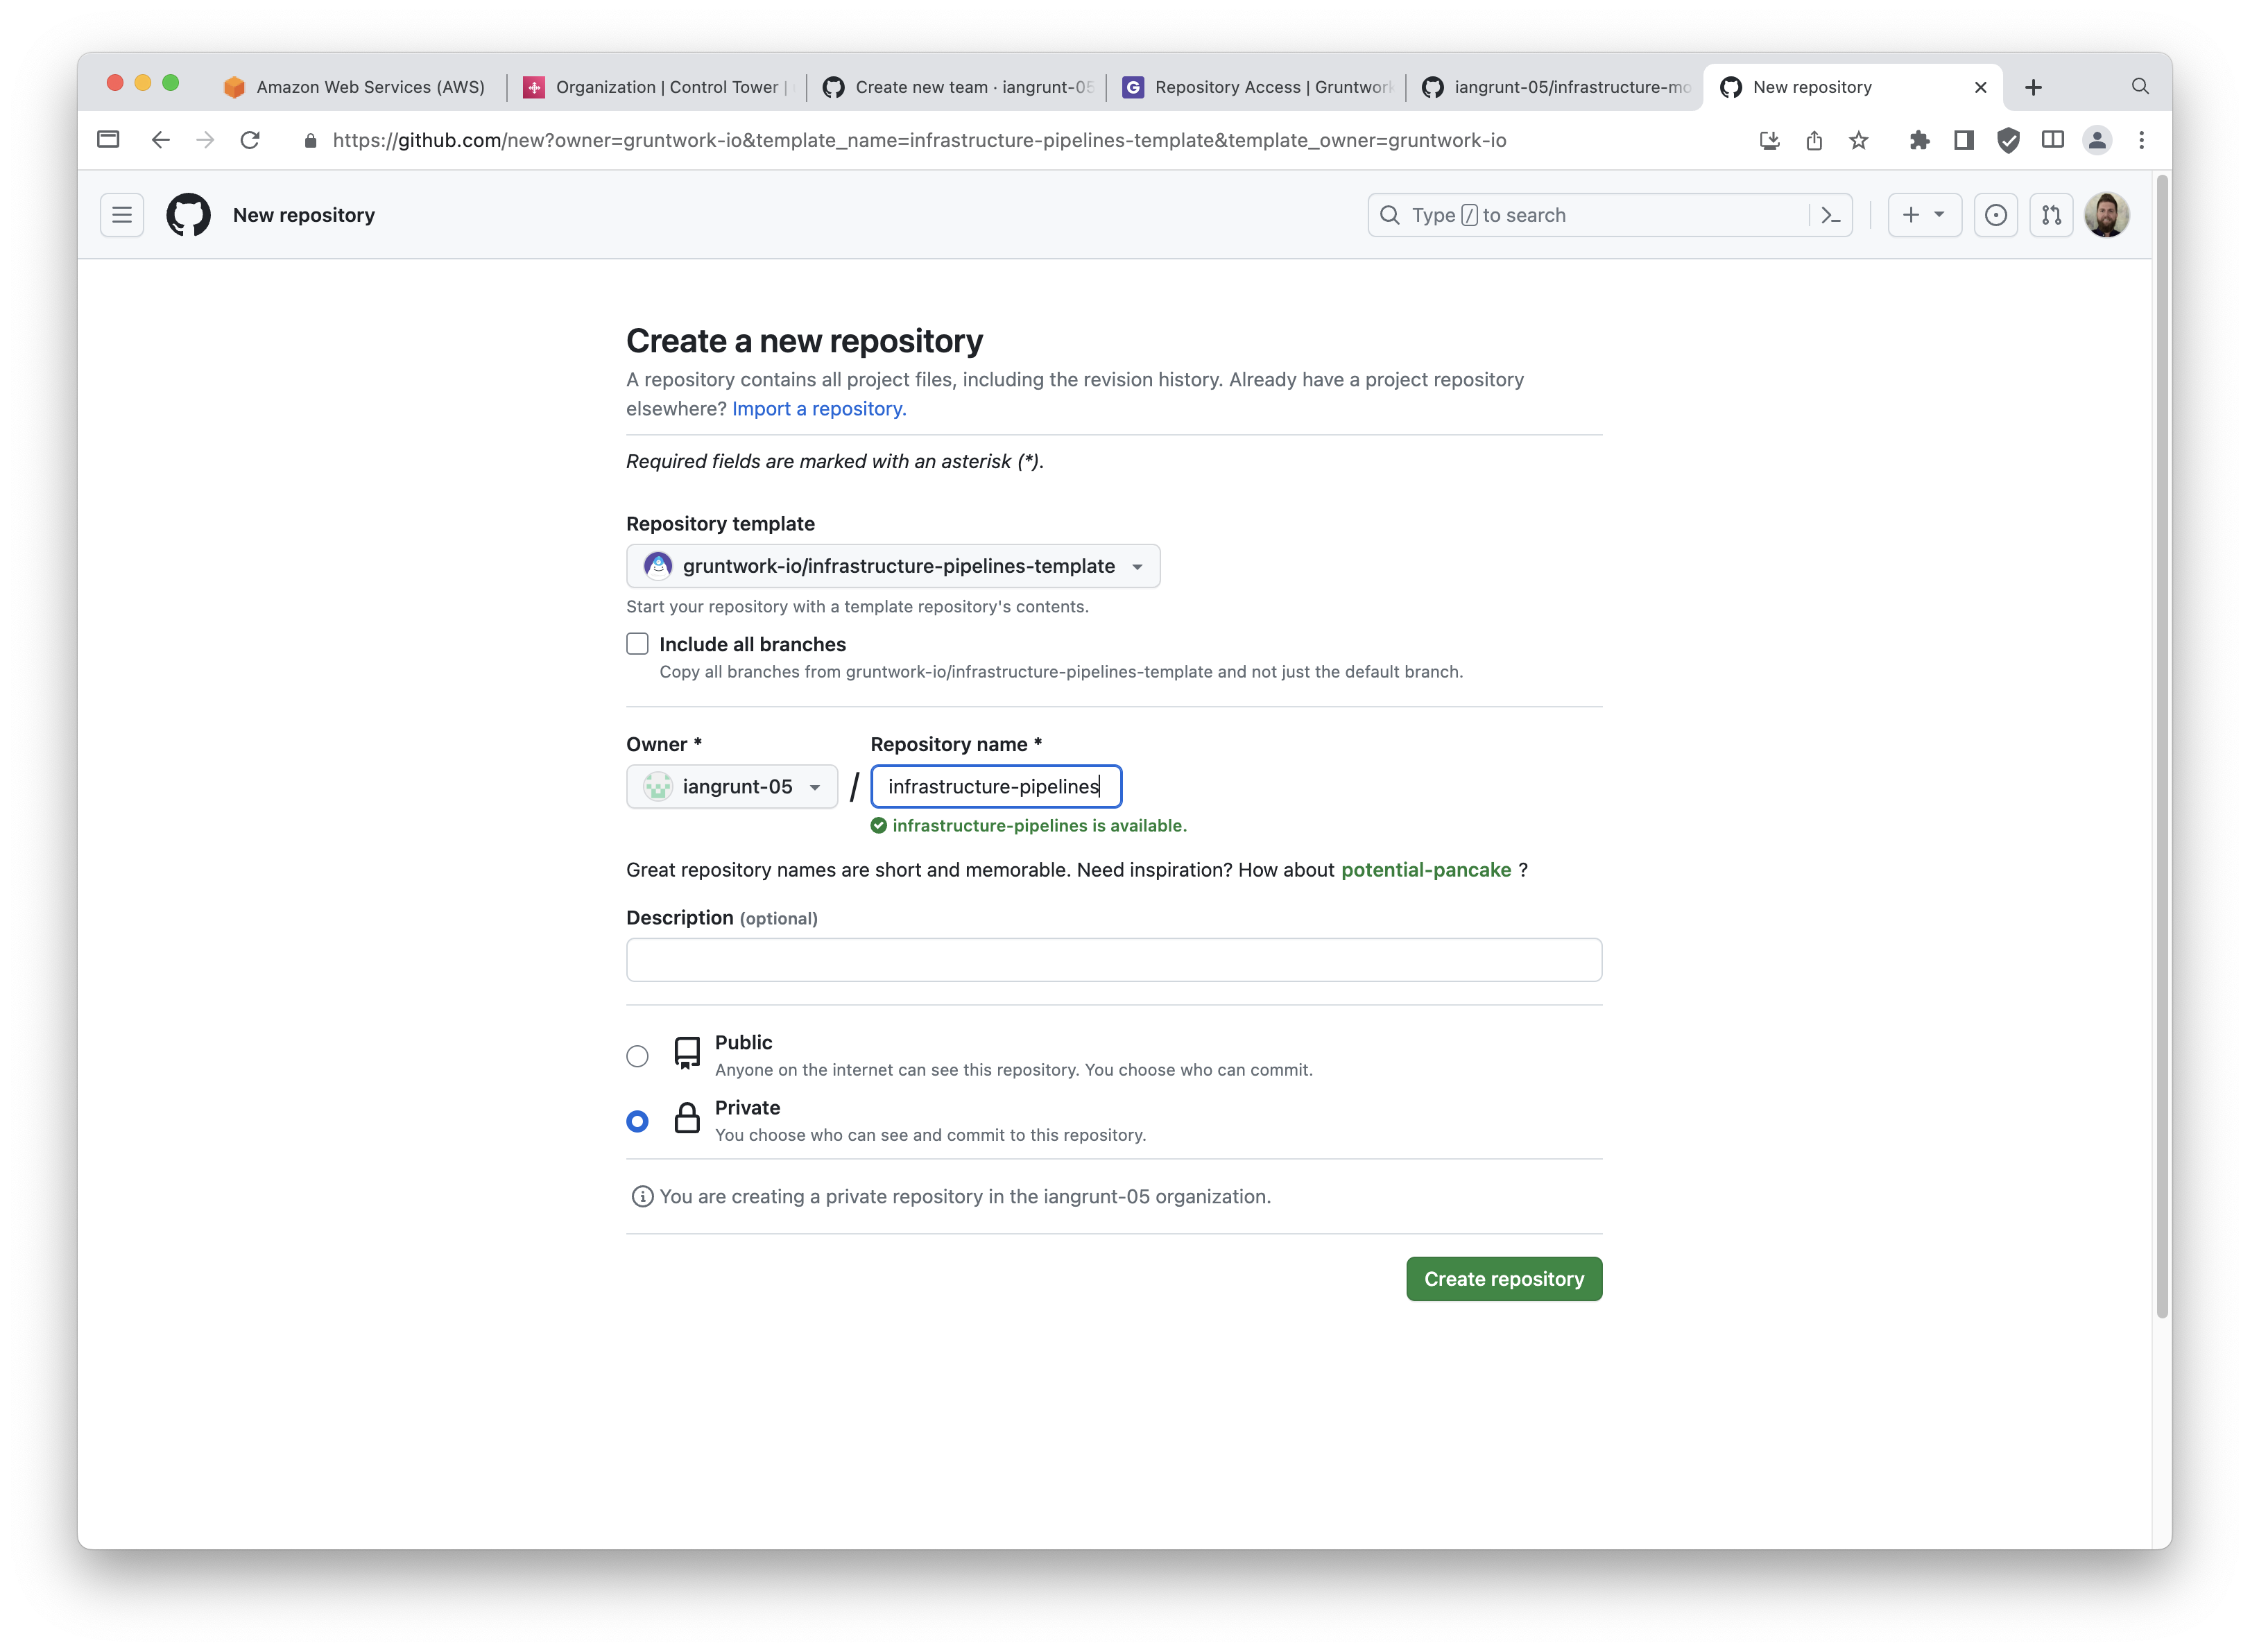 Amazon Web Services (AWS)
Organization | Control Tower |
Create new team · iangrunt-05
Repository Access | Gruntwork
iangrunt-05/infrastructure-mo
New repository
https://github.com/new?owner=gruntwork-io&template_name=infrastructure-pipelines-template&template_owner=gruntwork-io
New repository
Type / to search
Create a new repository
A repository contains all project files, including the revision history. Already have a project repository
elsewhere? Import a repository.
Required fields are marked with an asterisk (*).
Repository template
gruntwork-io/infrastructure-pipelines-template
Start your repository with a template repository's contents.
Include all branches
Copy all branches from gruntwork-io/infrastructure-pipelines-template and not just the default branch.
Owner * Repository name *
iangrunt-05 / infrastructure-pipelines
infrastructure-pipelines is available.
Great repository names are short and memorable. Need inspiration? How about potential-pancake ?
Description (optional)
Public
Anyone on the internet can see this repository. You choose who can commit.
Private
You choose who can see and commit to this repository.
You are creating a private repository in the iangrunt-05 organization.
Create repository